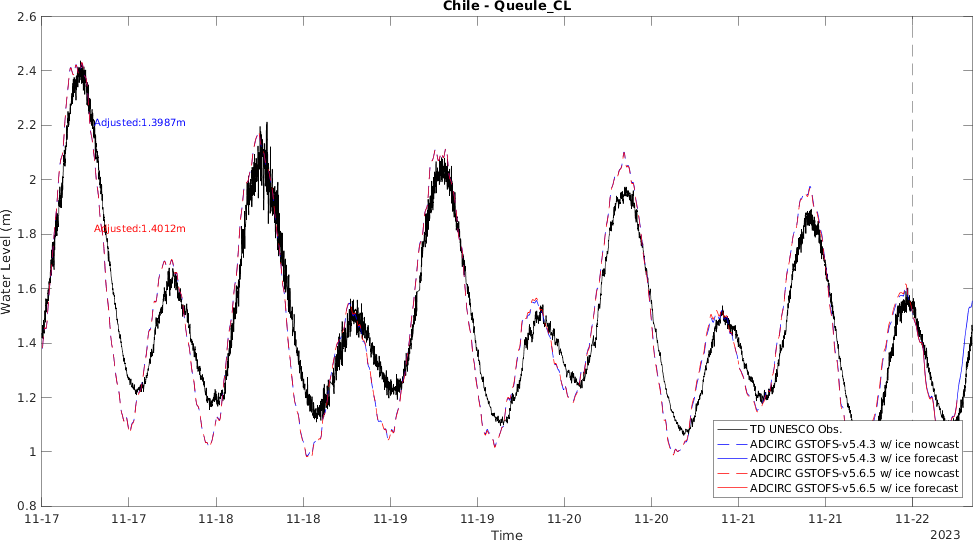 Chile - Queule_CL
2.6
2.4
2.2
2
1.8
1.6
1.4
1.2
1
0.8
Water Level (m)
Adjusted:1.3987m
Adjusted:1.4012m
TD UNESCO Obs.
ADCIRC GSTOFS-v5.4.3 w/ ice nowcast
ADCIRC GSTOFS-v5.4.3 w/ ice forecast
ADCIRC GSTOFS-v5.6.5 w/ ice nowcast
ADCIRC GSTOFS-v5.6.5 w/ ice forecast
11-17 11-17 11-18 11-18 11-19 11-19 11-20 11-20 11-21 11-21 11-22
Time
2023